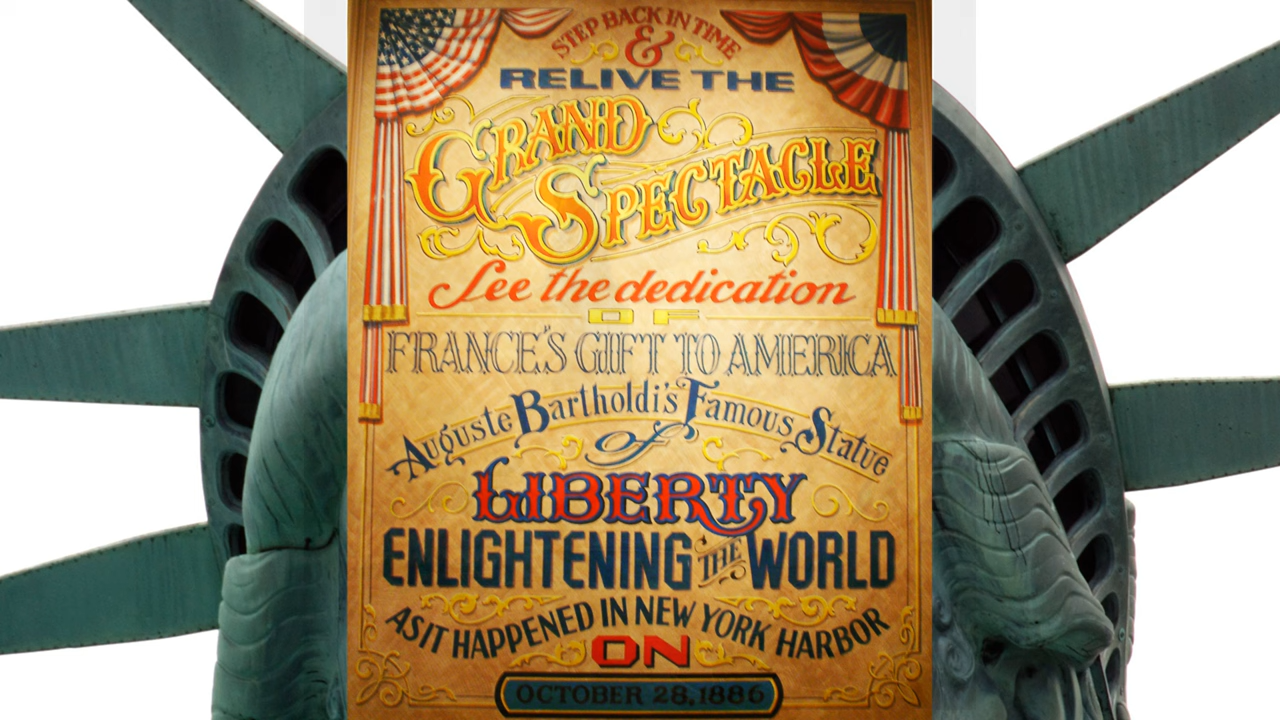 STEP BACK IN TIME
&
RELIVE THE
GRAND
SPECTACLE
See the dedication
OF
FRANCE'S GIFT TO AMERICA
Auguste Bartholdi's Famous Statue
of
LIBERTY
ENLIGHTENING THE WORLD
AS IT HAPPENED IN NEW YORK HARBOR
ON
OCTOBER 28, 1886